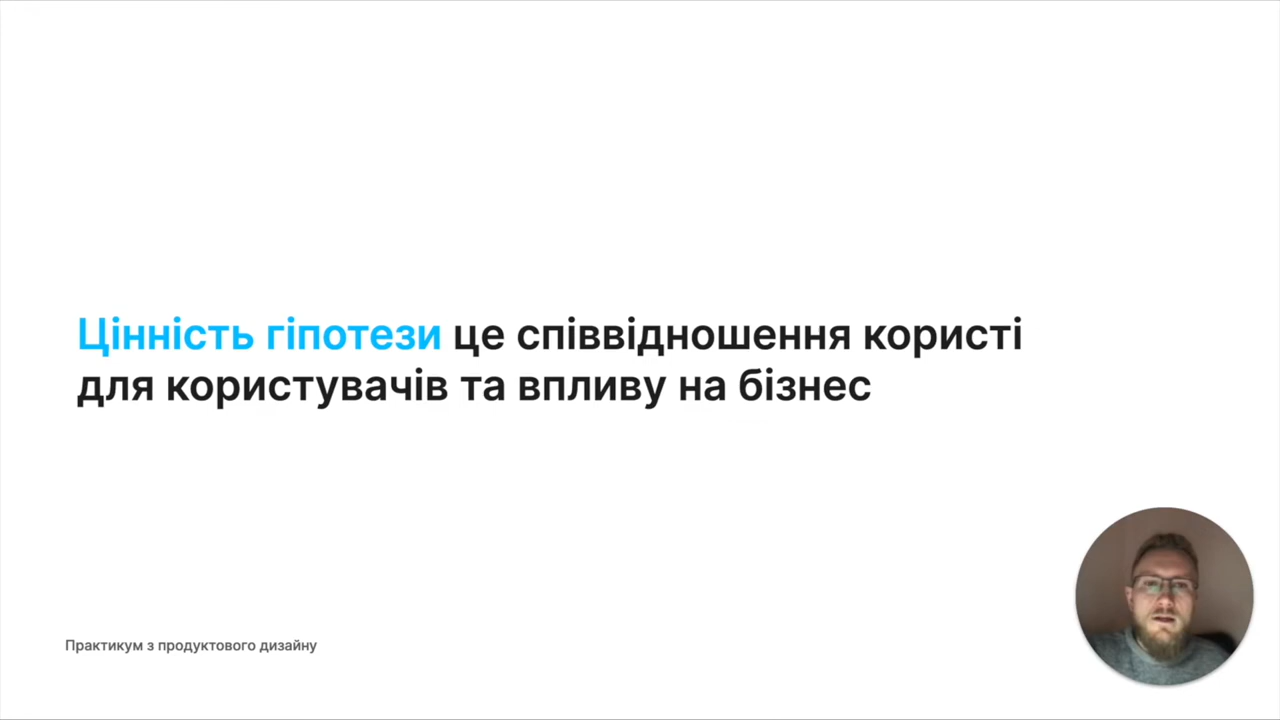 Цінність гіпотези це співвідношення користі
для користувачів та впливу на бізнес
Практикум з продуктового дизайну